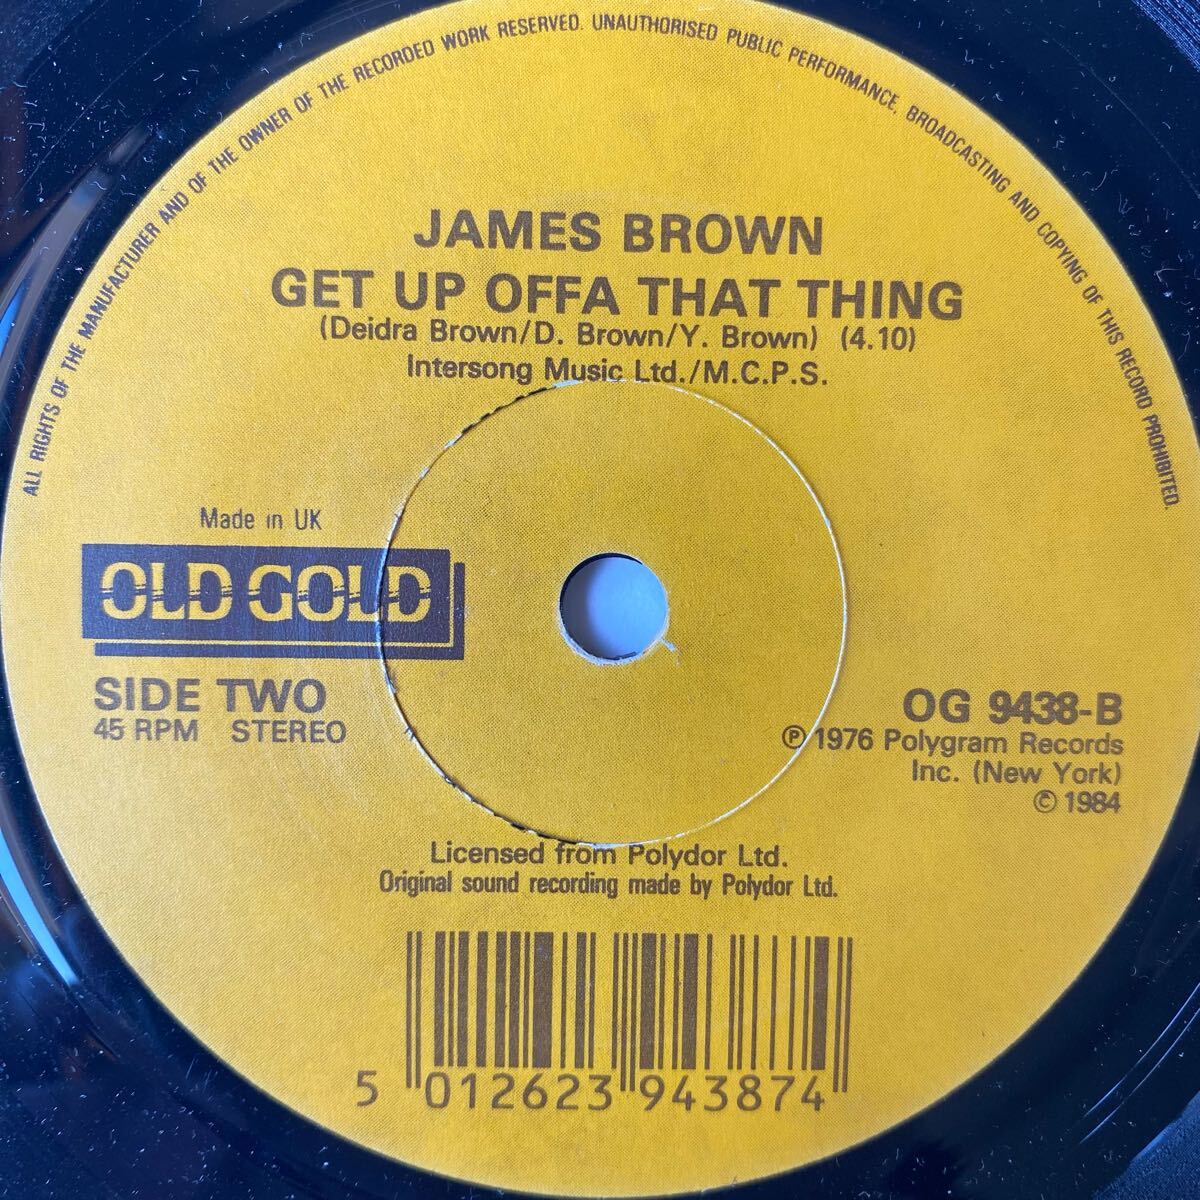 ALL RIGHTS OF THE MANUFACTURER AND OF THE OWNER OF THE RECORDED WORK RESERVED. UNAUTHORISED PUBLIC PERFORMANCE, BROADCASTING AND COPYING OF THIS RECORD PROHIBITED.
JAMES BROWN
GET UP OFFA THAT THING
(Deidra Brown/D. Brown/Y. Brown) (4.10)
Intersong Music Ltd./M.C.P.S.
Made in UK
OLD GOLD
SIDE TWO
45 RPM STEREO
OG 9438-B
Ⓟ 1976 Polygram Records
Inc. (New York)
© 1984
Licensed from Polydor Ltd.
Original sound recording made by Polydor Ltd.
5 012623 943874